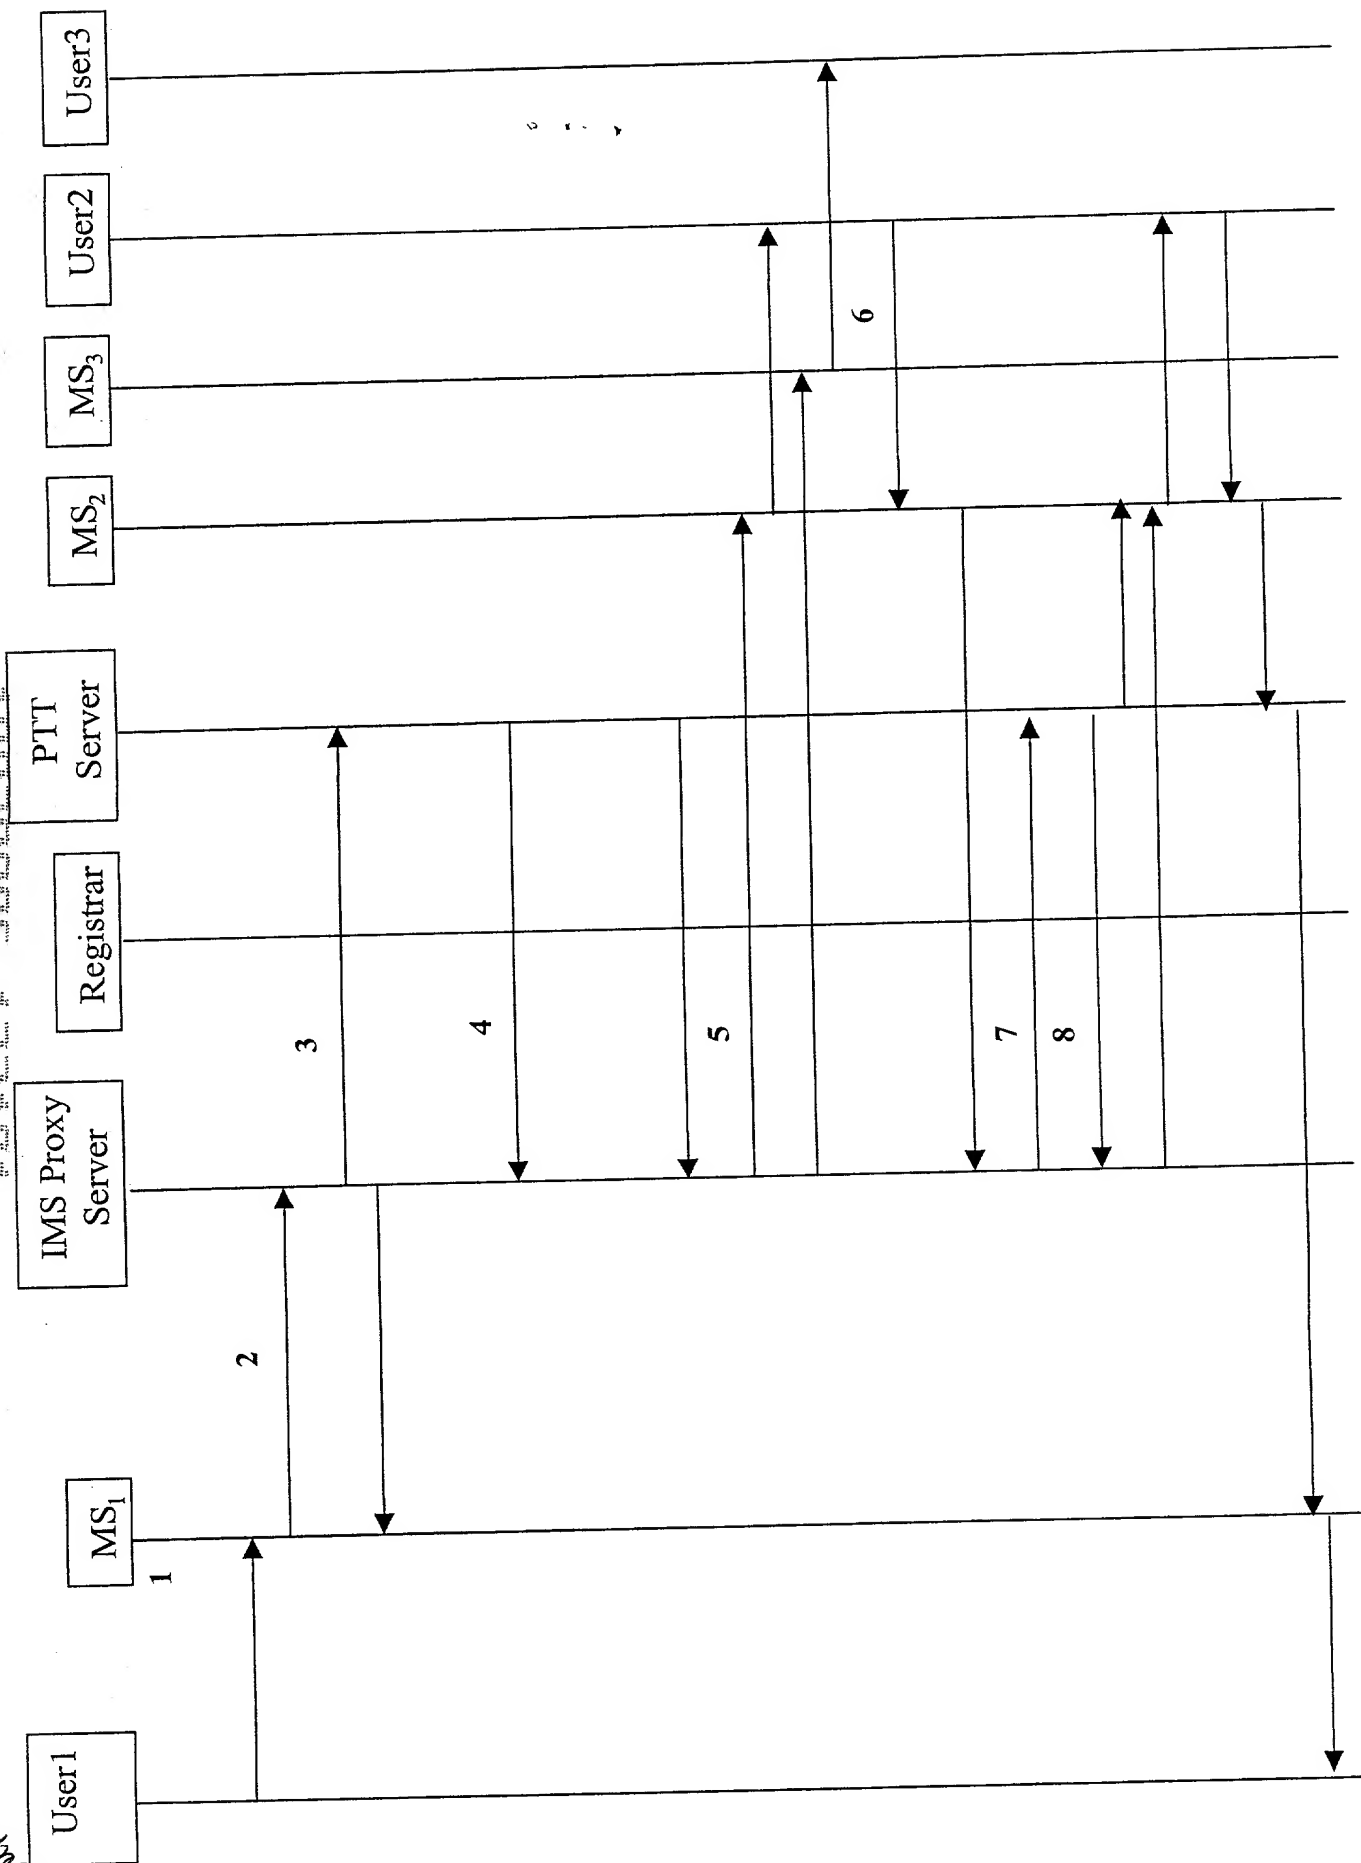 User1
MS1
IMS Proxy
Server
Registrar
PTT
Server
MS2
MS3
User2
User3
1
2
3
4
5
6
7
8